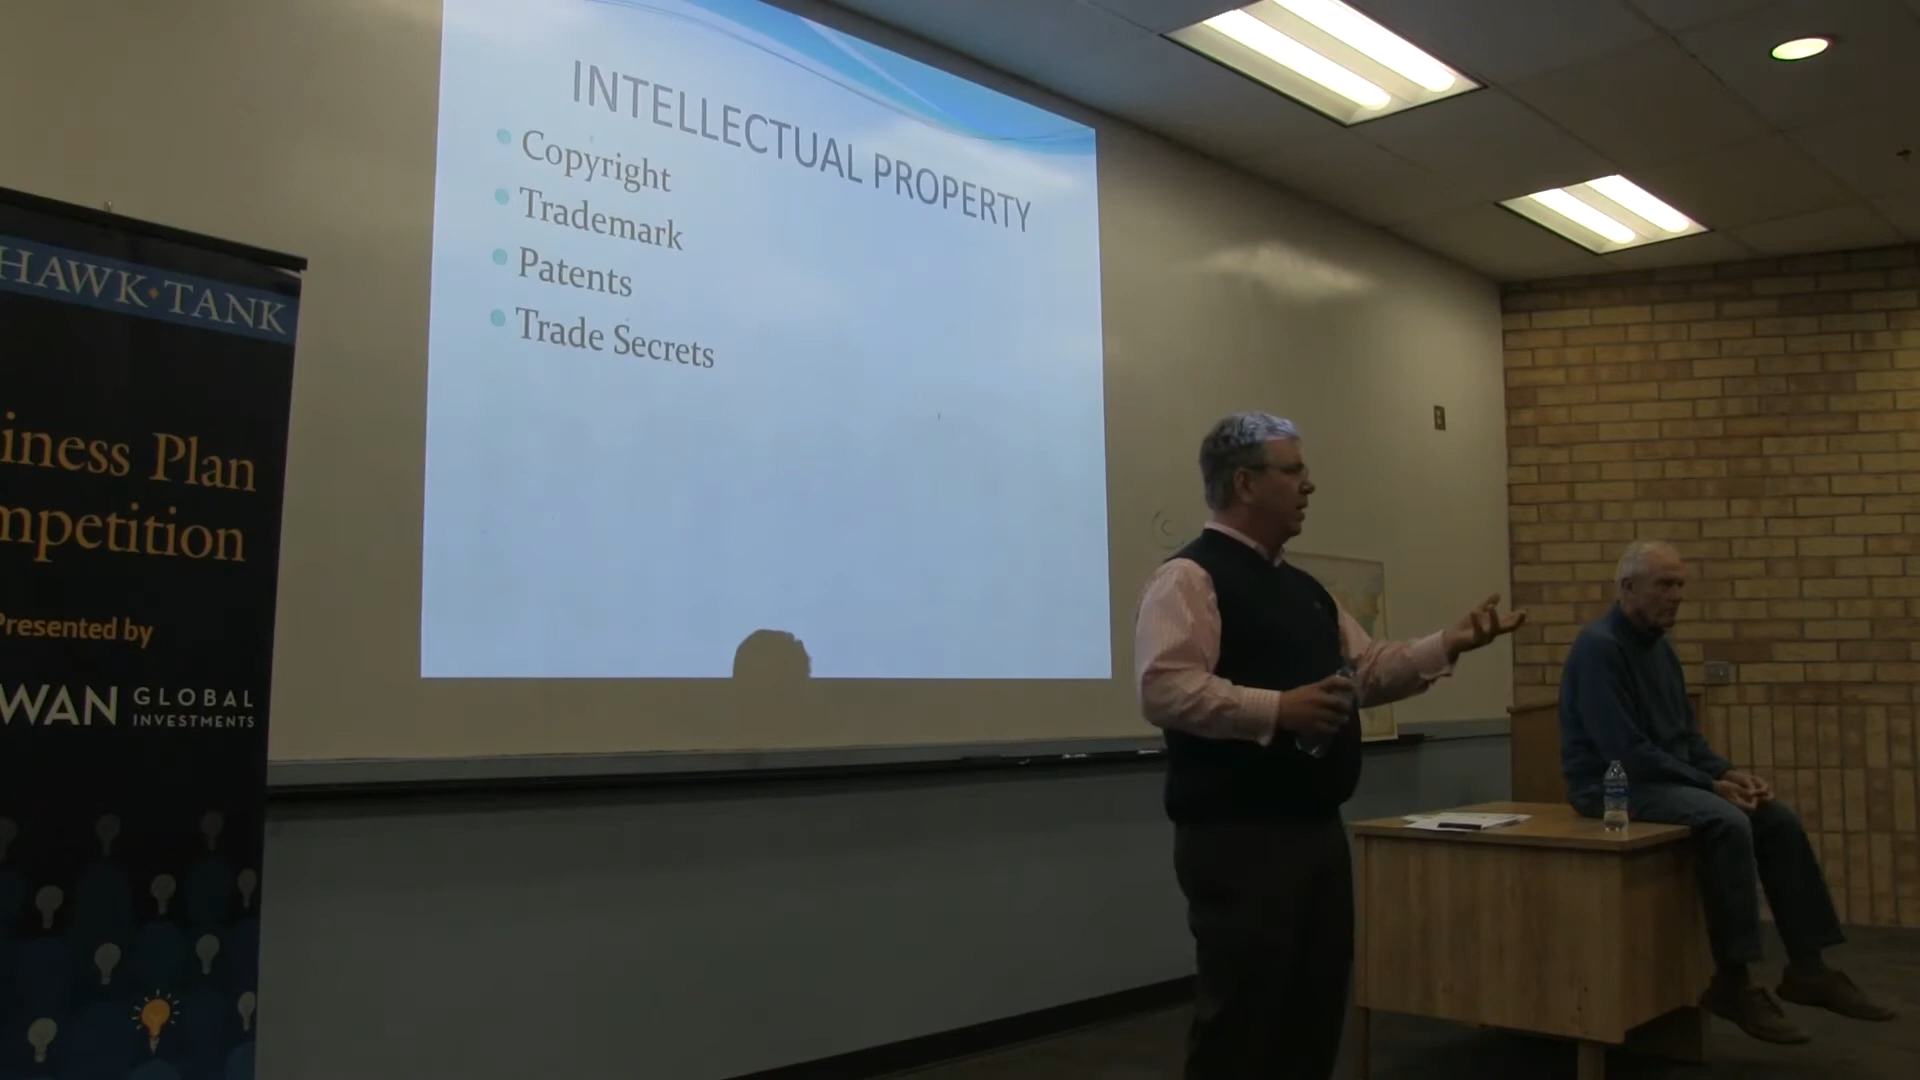 INTELLECTUAL PROPERTY
Copyright
Trademark
Patents
Trade Secrets
HAWK•TANK
iness Plan
mpetition
Presented by
WAN GLOBAL
INVESTMENTS